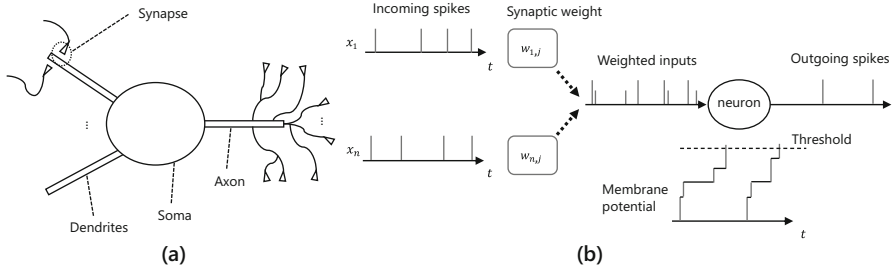 Synapse
...
...
Axon
Soma
Dendrites
(a)
Incoming spikes
Synaptic weight
x₁
t
w₁,ⱼ
Weighted inputs
Outgoing spikes
neuron
xₙ
t
wₙ,ⱼ
Threshold
Membrane
potential
t
(b)